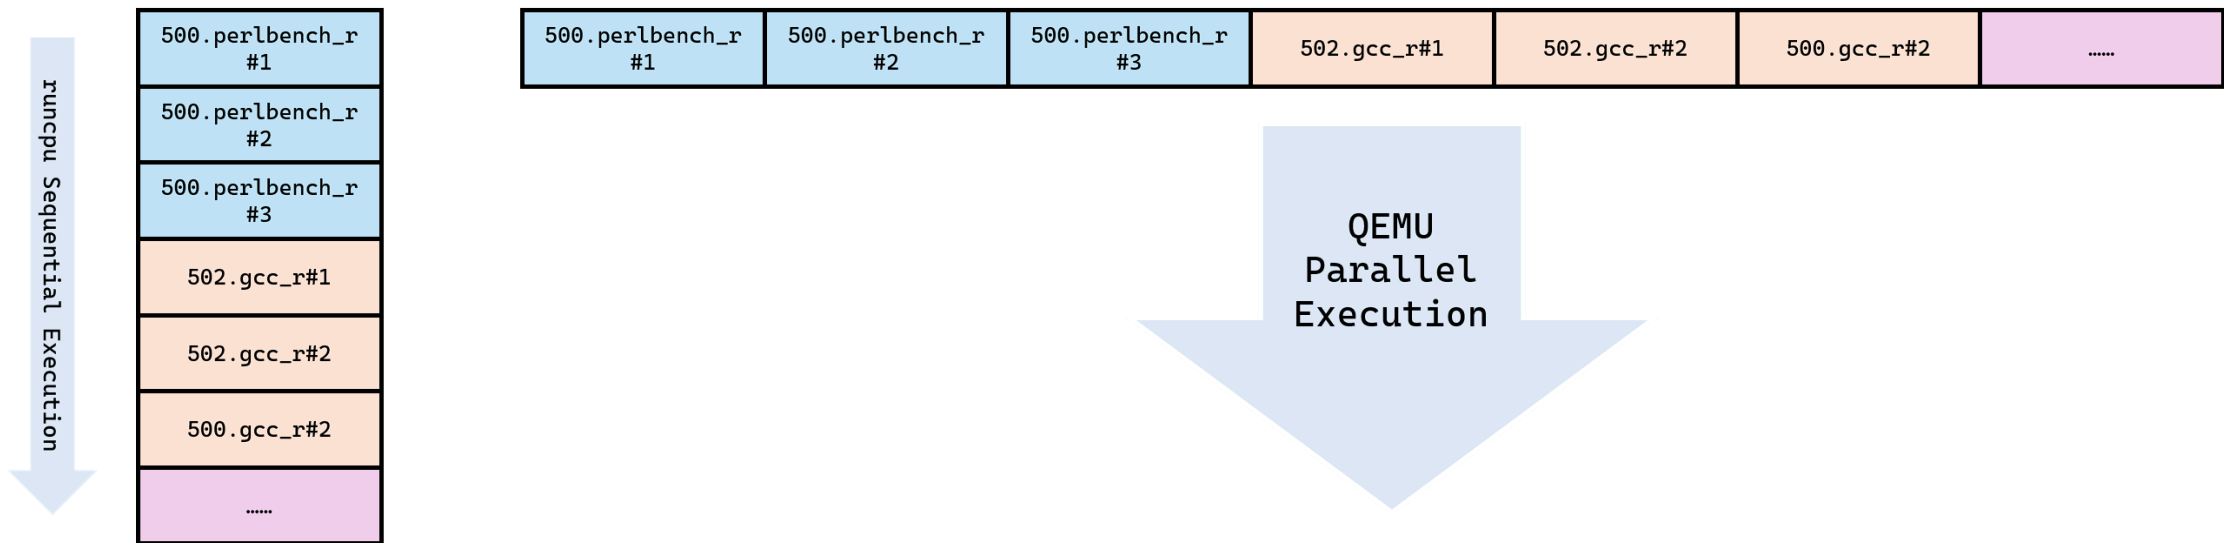 runcpu Sequential Execution
500.perlbench_r
#1
500.perlbench_r
#2
500.perlbench_r
#3
502.gcc_r#1
502.gcc_r#2
500.gcc_r#2
……
500.perlbench_r
#1
500.perlbench_r
#2
500.perlbench_r
#3
502.gcc_r#1
502.gcc_r#2
500.gcc_r#2
……
QEMU
Parallel
Execution